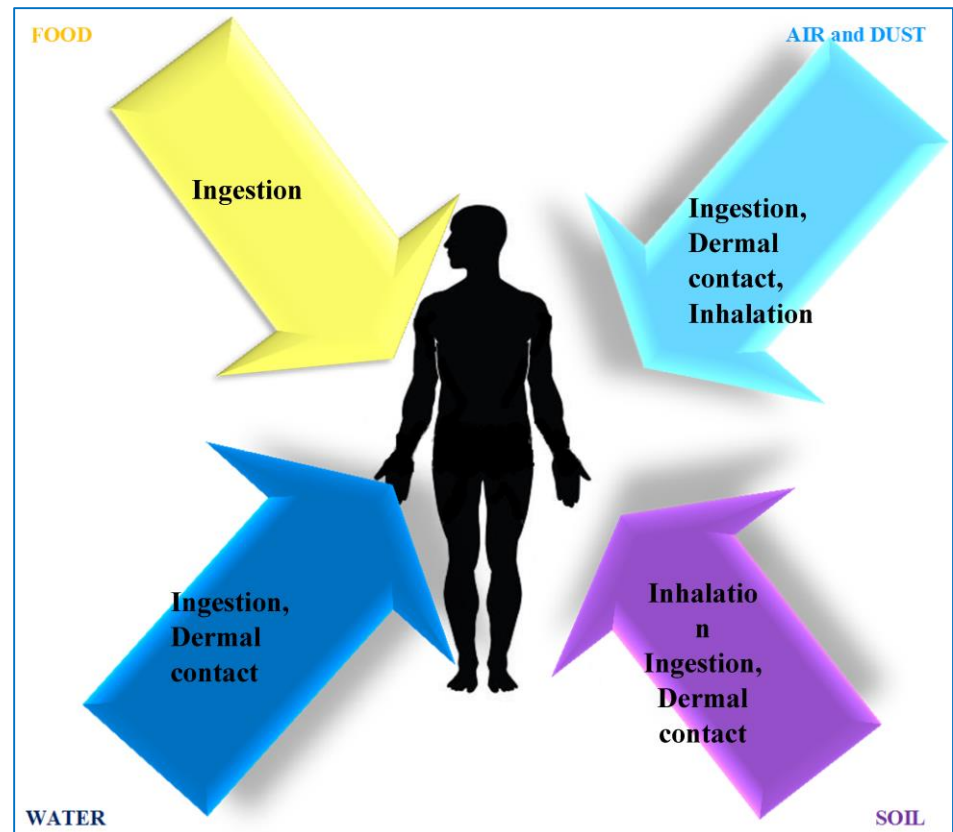 FOOD
AIR and DUST
Ingestion
Ingestion,
Dermal
contact,
Inhalation
Ingestion,
Dermal
contact
Inhalatio
n
Ingestion,
Dermal
contact
WATER
SOIL